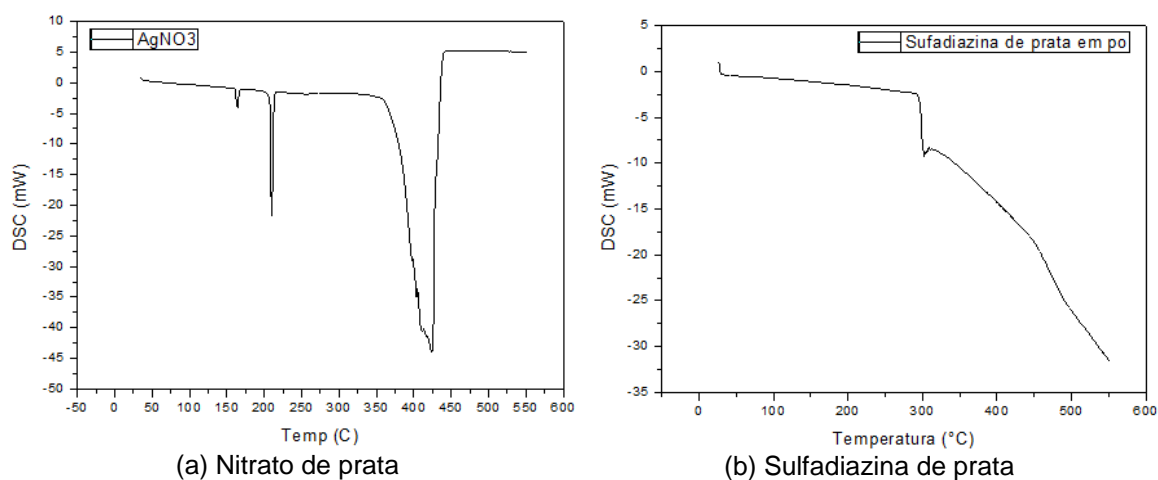 10
5
0
-5
-10
-15
-20
-25
-30
-35
-40
-45
-50
DSC (mW)
AgNO3
-50 0 50 100 150 200 250 300 350 400 450 500 550 600
Temp (C)
(a) Nitrato de prata
5
0
-5
-10
-15
-20
-25
-30
-35
DSC (mW)
Sufadiazina de prata em po
0 100 200 300 400 500 600
Temperatura (°C)
(b) Sulfadiazina de prata